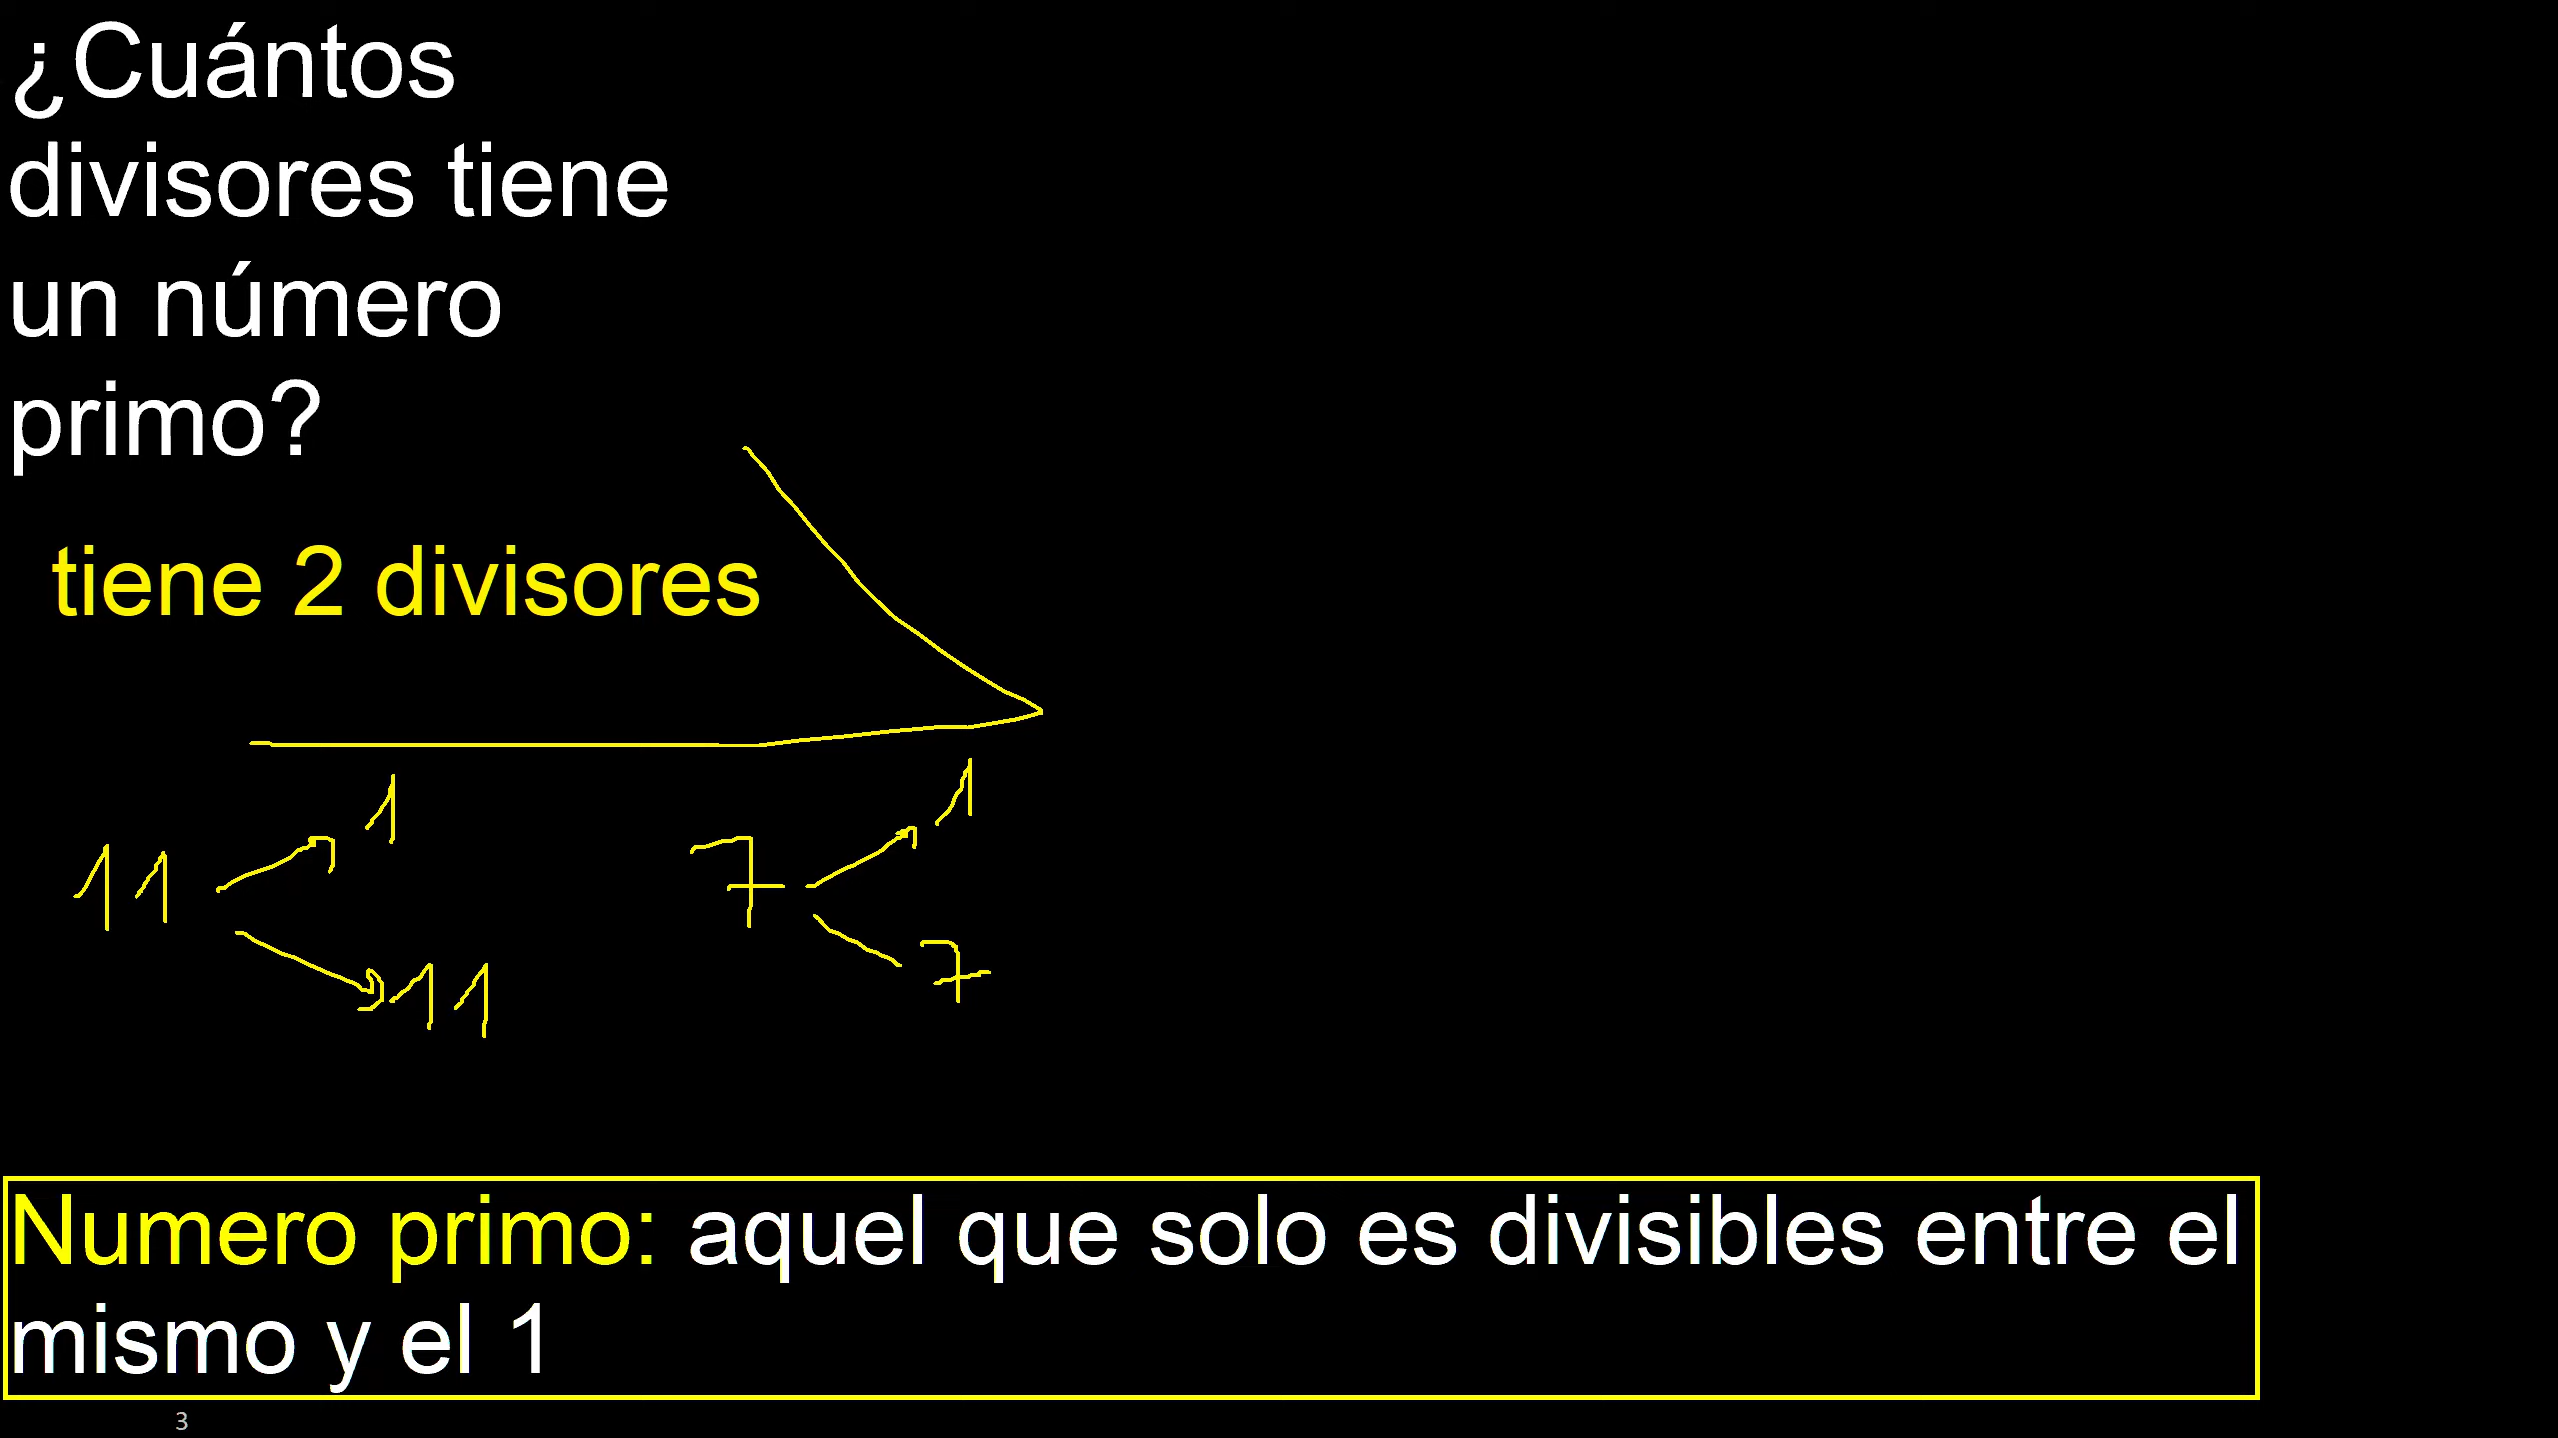 ¿Cuántos
divisores tiene
un número
primo?
tiene 2 divisores
1
11
11
1
7
7
Numero primo: aquel que solo es divisibles entre el
mismo y el 1
3